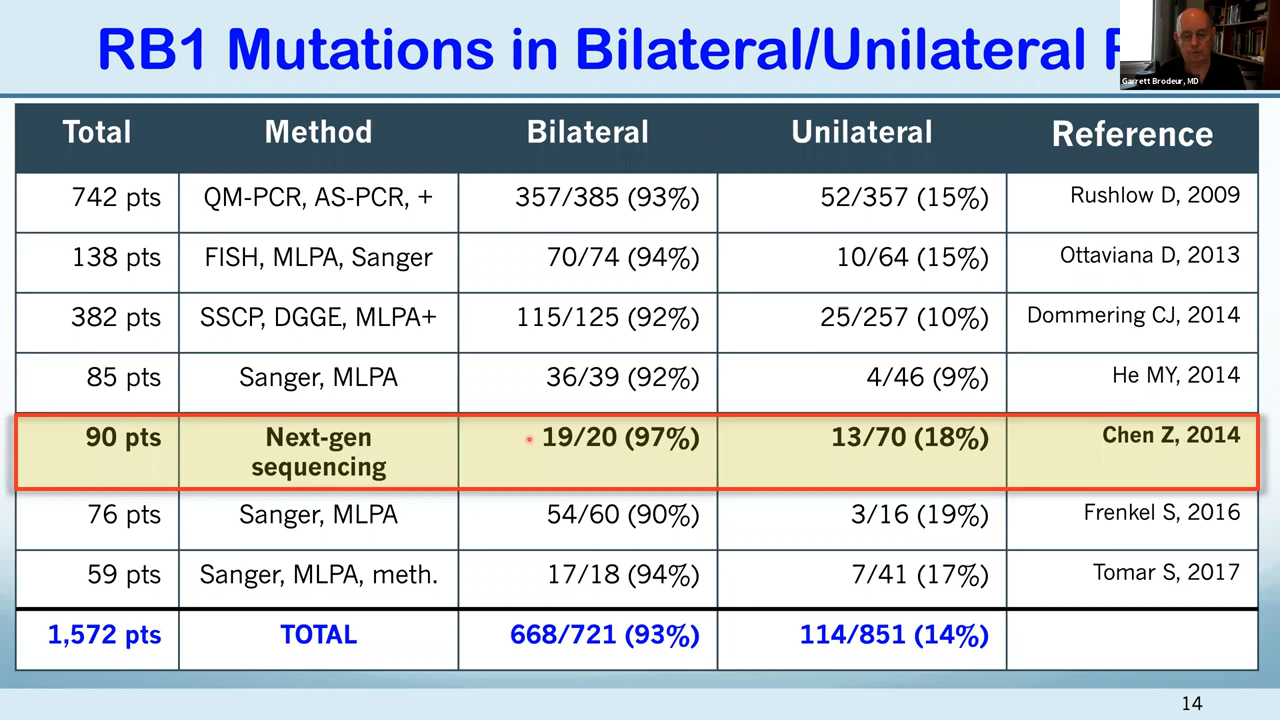 RB1 Mutations in Bilateral/Unilateral
Garrett Brodeur, MD
Total Method Bilateral Unilateral Reference
742 pts QM-PCR, AS-PCR, + 357/385 (93%) 52/357 (15%) Rushlow D, 2009
138 pts FISH, MLPA, Sanger 70/74 (94%) 10/64 (15%) Ottaviana D, 2013
382 pts SSCP, DGGE, MLPA+ 115/125 (92%) 25/257 (10%) Dommering CJ, 2014
85 pts Sanger, MLPA 36/39 (92%) 4/46 (9%) He MY, 2014
90 pts Next-gen 19/20 (97%) 13/70 (18%) Chen Z, 2014
sequencing
76 pts Sanger, MLPA 54/60 (90%) 3/16 (19%) Frenkel S, 2016
59 pts Sanger, MLPA, meth. 17/18 (94%) 7/41 (17%) Tomar S, 2017
1,572 pts TOTAL 668/721 (93%) 114/851 (14%)
14